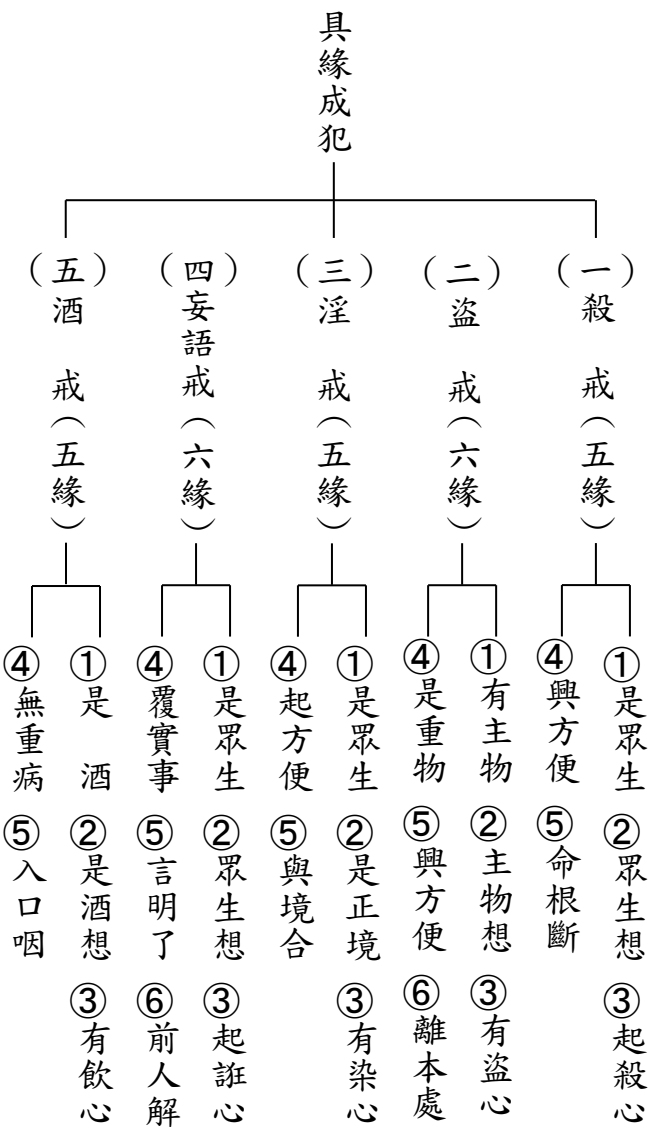 具緣成犯
（一）殺　戒（五緣）
①是眾生　②眾生想　③起殺心
④興方便　⑤命根斷
（二）盜　戒（六緣）
①有主物　②主物想　③有盜心
④是重物　⑤興方便　⑥離本處
（三）淫　戒（五緣）
①是眾生　②是正境　③有染心
④起方便　⑤與境合
（四）妄語戒（六緣）
①是眾生　②眾生想　③起誑心
④覆實事　⑤言明了　⑥前人解
（五）酒　戒（五緣）
①是　酒　②是酒想　③有飲心
④無重病　⑤入口咽